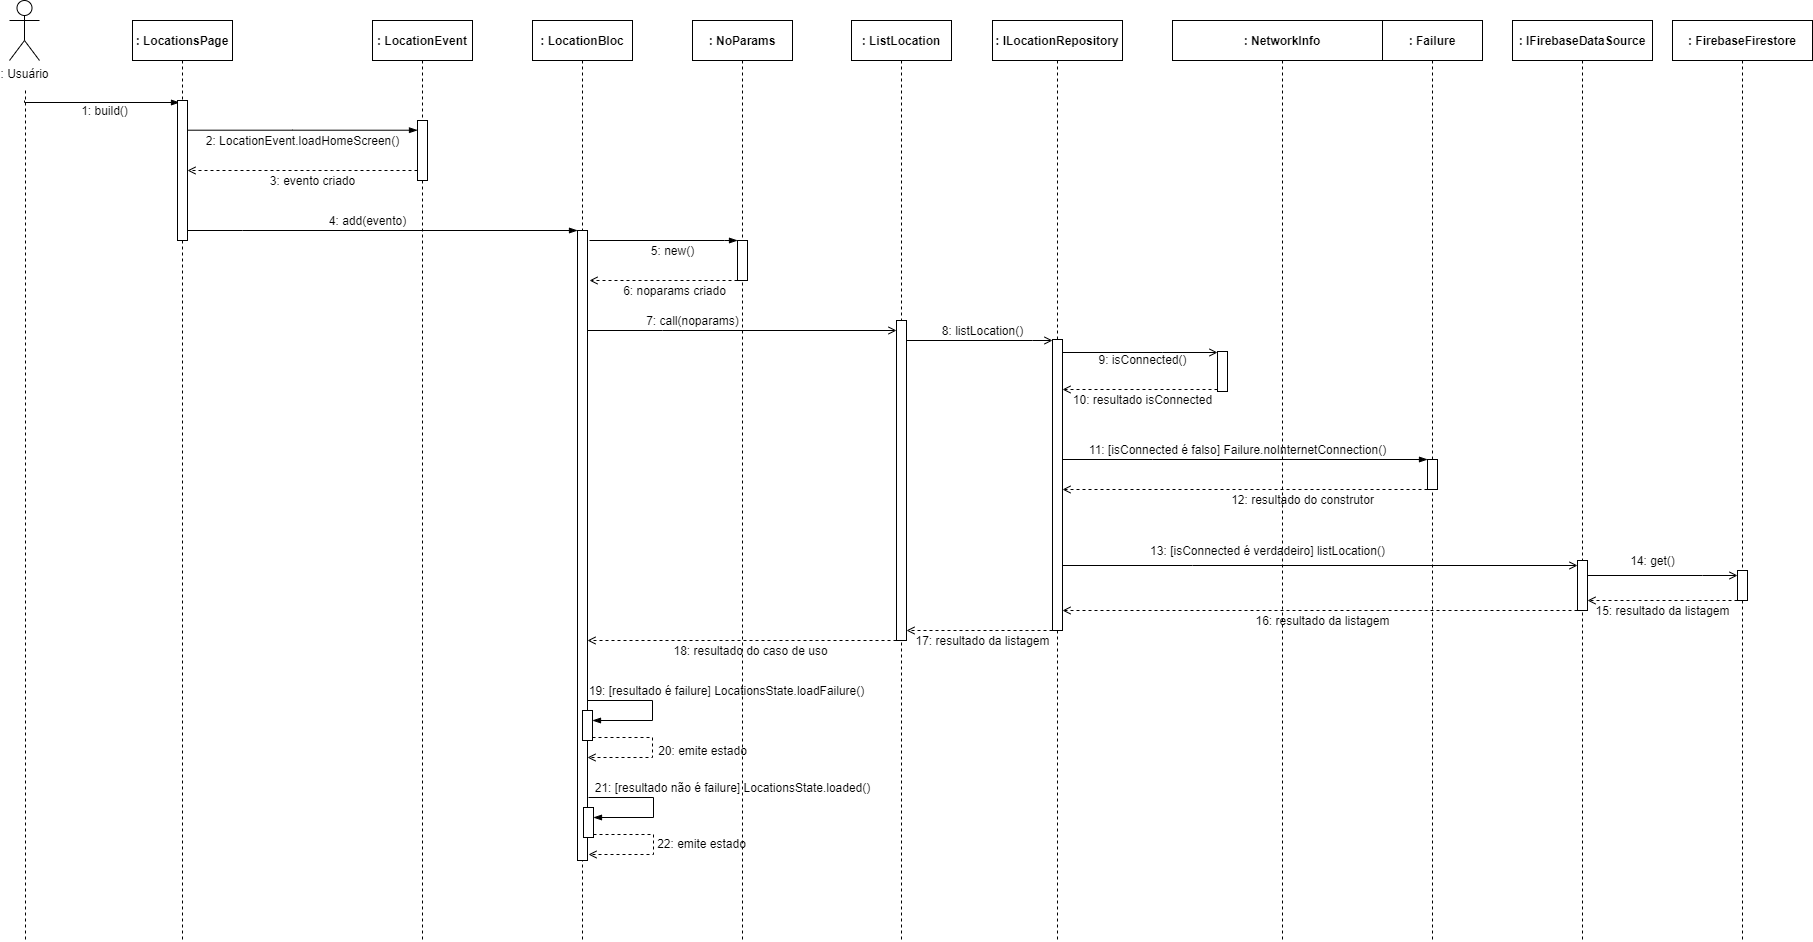 : Usuário
: LocationsPage
: LocationEvent
: LocationBloc
: NoParams
: ListLocation
: ILocationRepository
: NetworkInfo
: Failure
: IFirebaseDataSource
: FirebaseFirestore
1: build()
2: LocationEvent.loadHomeScreen()
3: evento criado
4: add(evento)
5: new()
6: noparams criado
7: call(noparams)
8: listLocation()
9: isConnected()
10: resultado isConnected
11: [isConnected é falso] Failure.noInternetConnection()
12: resultado do construtor
13: [isConnected é verdadeiro] listLocation()
14: get()
15: resultado da listagem
16: resultado da listagem
17: resultado da listagem
18: resultado do caso de uso
19: [resultado é failure] LocationsState.loadFailure()
20: emite estado
21: [resultado não é failure] LocationsState.loaded()
22: emite estado